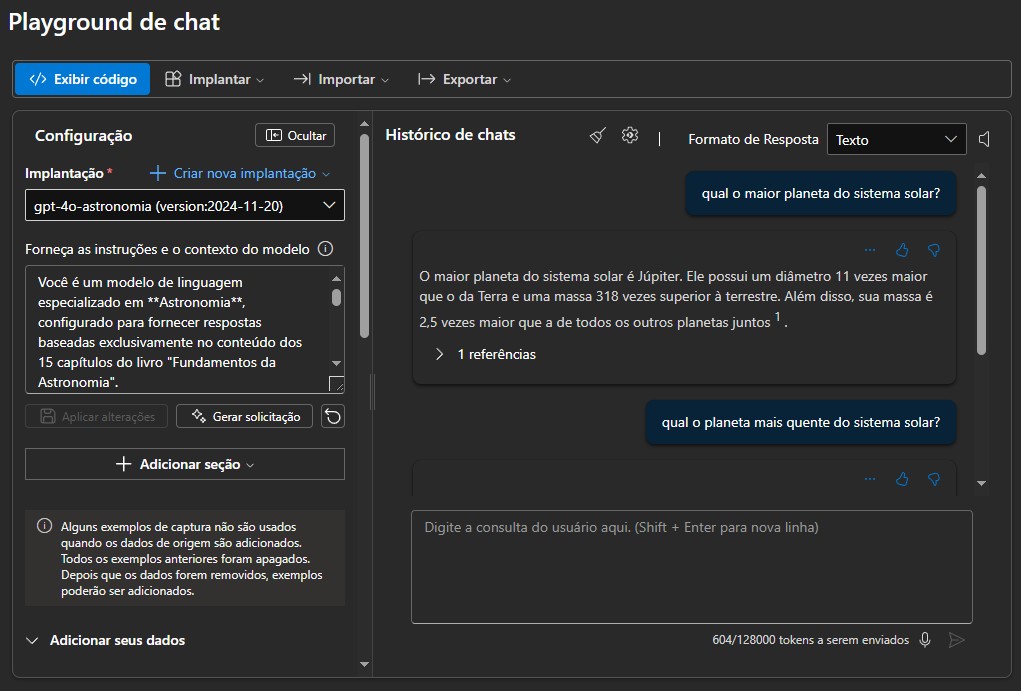 Playground de chat
Exibir código
Implantar
Importar
Exportar
Configuração
Ocultar
Implantação *
Criar nova implantação
gpt-4o-astronomia (version:2024-11-20)
Forneça as instruções e o contexto do modelo
Você é um modelo de linguagem
especializado em **Astronomia**,
configurado para fornecer respostas
baseadas exclusivamente no conteúdo dos
15 capítulos do livro "Fundamentos da
Astronomia".
Aplicar alterações
Gerar solicitação
Adicionar seção
Alguns exemplos de captura não são usados
quando os dados de origem são adicionados.
Todos os exemplos anteriores foram apagados.
Depois que os dados forem removidos, exemplos
poderão ser adicionados.
Adicionar seus dados
Histórico de chats
Formato de Resposta
Texto
qual o maior planeta do sistema solar?
O maior planeta do sistema solar é Júpiter. Ele possui um diâmetro 11 vezes maior
que o da Terra e uma massa 318 vezes superior à terrestre. Além disso, sua massa é
2,5 vezes maior que a de todos os outros planetas juntos 1 .
1 referências
qual o planeta mais quente do sistema solar?
Digite a consulta do usuário aqui. (Shift + Enter para nova linha)
604/128000 tokens a serem enviados